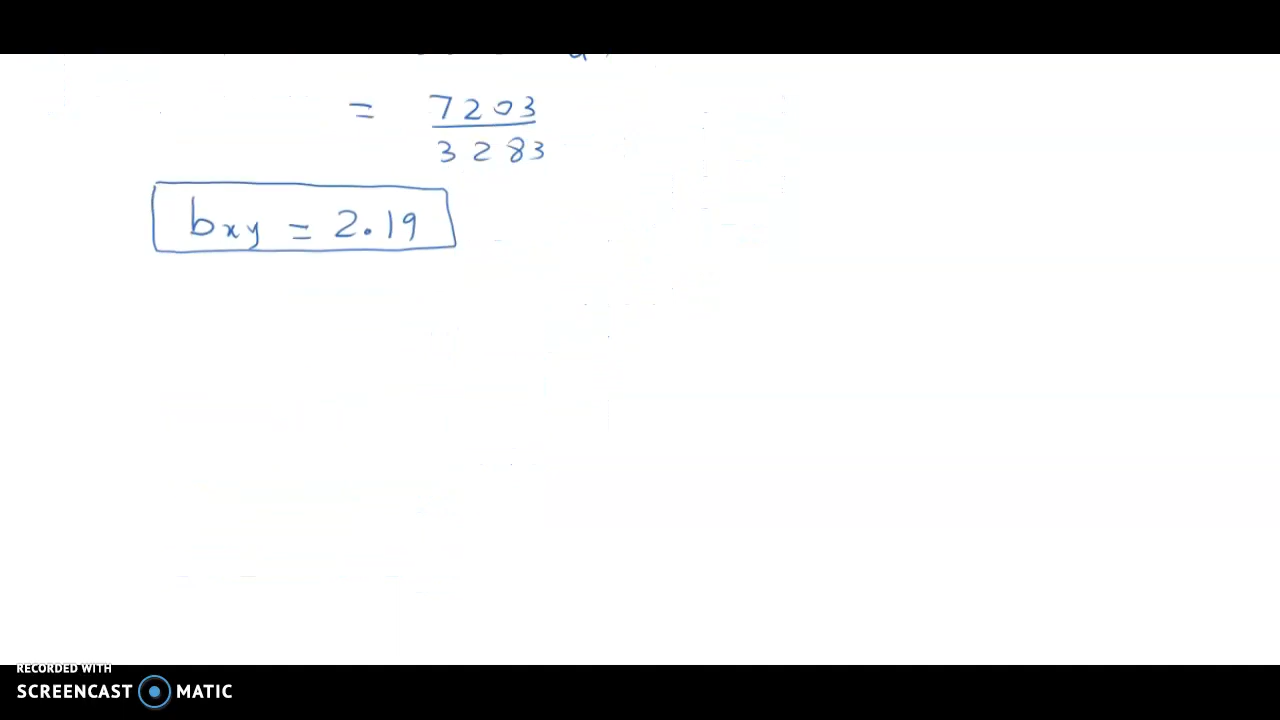 = 7203
3283
bxy = 2.19
RECORDED WITH
SCREENCAST MATIC